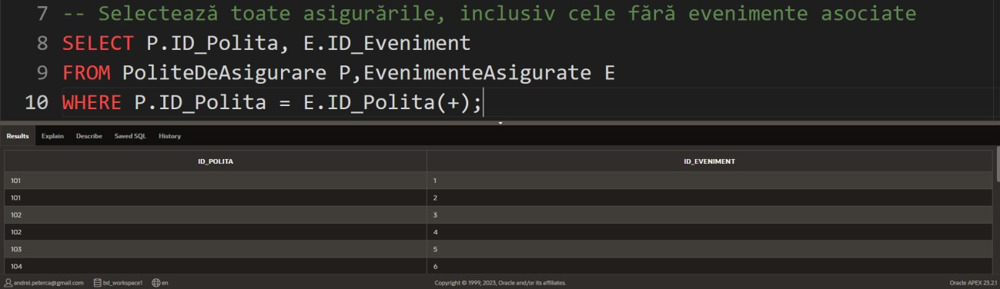 7 -- Selectează toate asigurările, inclusiv cele fără evenimente asociate
8 SELECT P.ID_Polita, E.ID_Eveniment
9 FROM PoliteDeAsigurare P,EvenimenteAsigurate E
10 WHERE P.ID_Polita = E.ID_Polita(+);
Results Explain Describe Saved SQL History
ID_POLITA ID_EVENIMENT
101 1
101 2
102 3
102 4
103 5
104 6
andrei.peterca@gmail.com bd_workspace1 en Copyright © 1999, 2023, Oracle and/or its affiliates. Oracle APEX 23.2.1